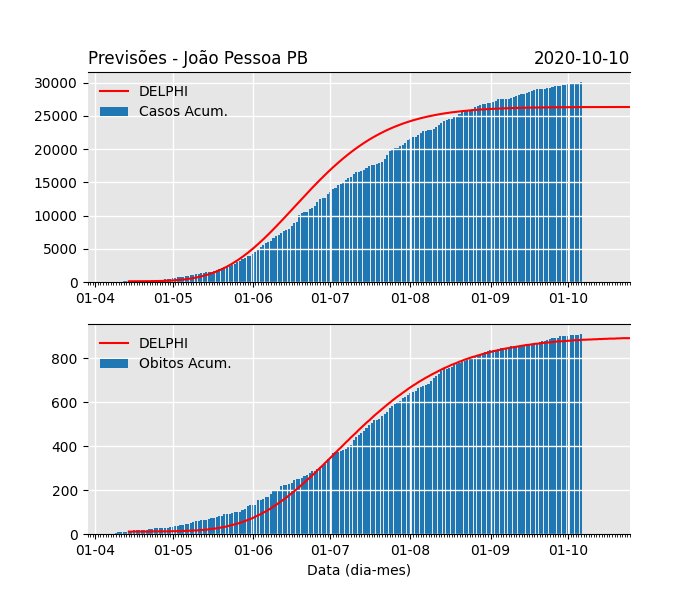 Previsões - João Pessoa PB 2020-10-10
DELPHI
Casos Acum.
30000
25000
20000
15000
10000
5000
0
01-04 01-05 01-06 01-07 01-08 01-09 01-10
DELPHI
Obitos Acum.
800
600
400
200
0
01-04 01-05 01-06 01-07 01-08 01-09 01-10
Data (dia-mes)